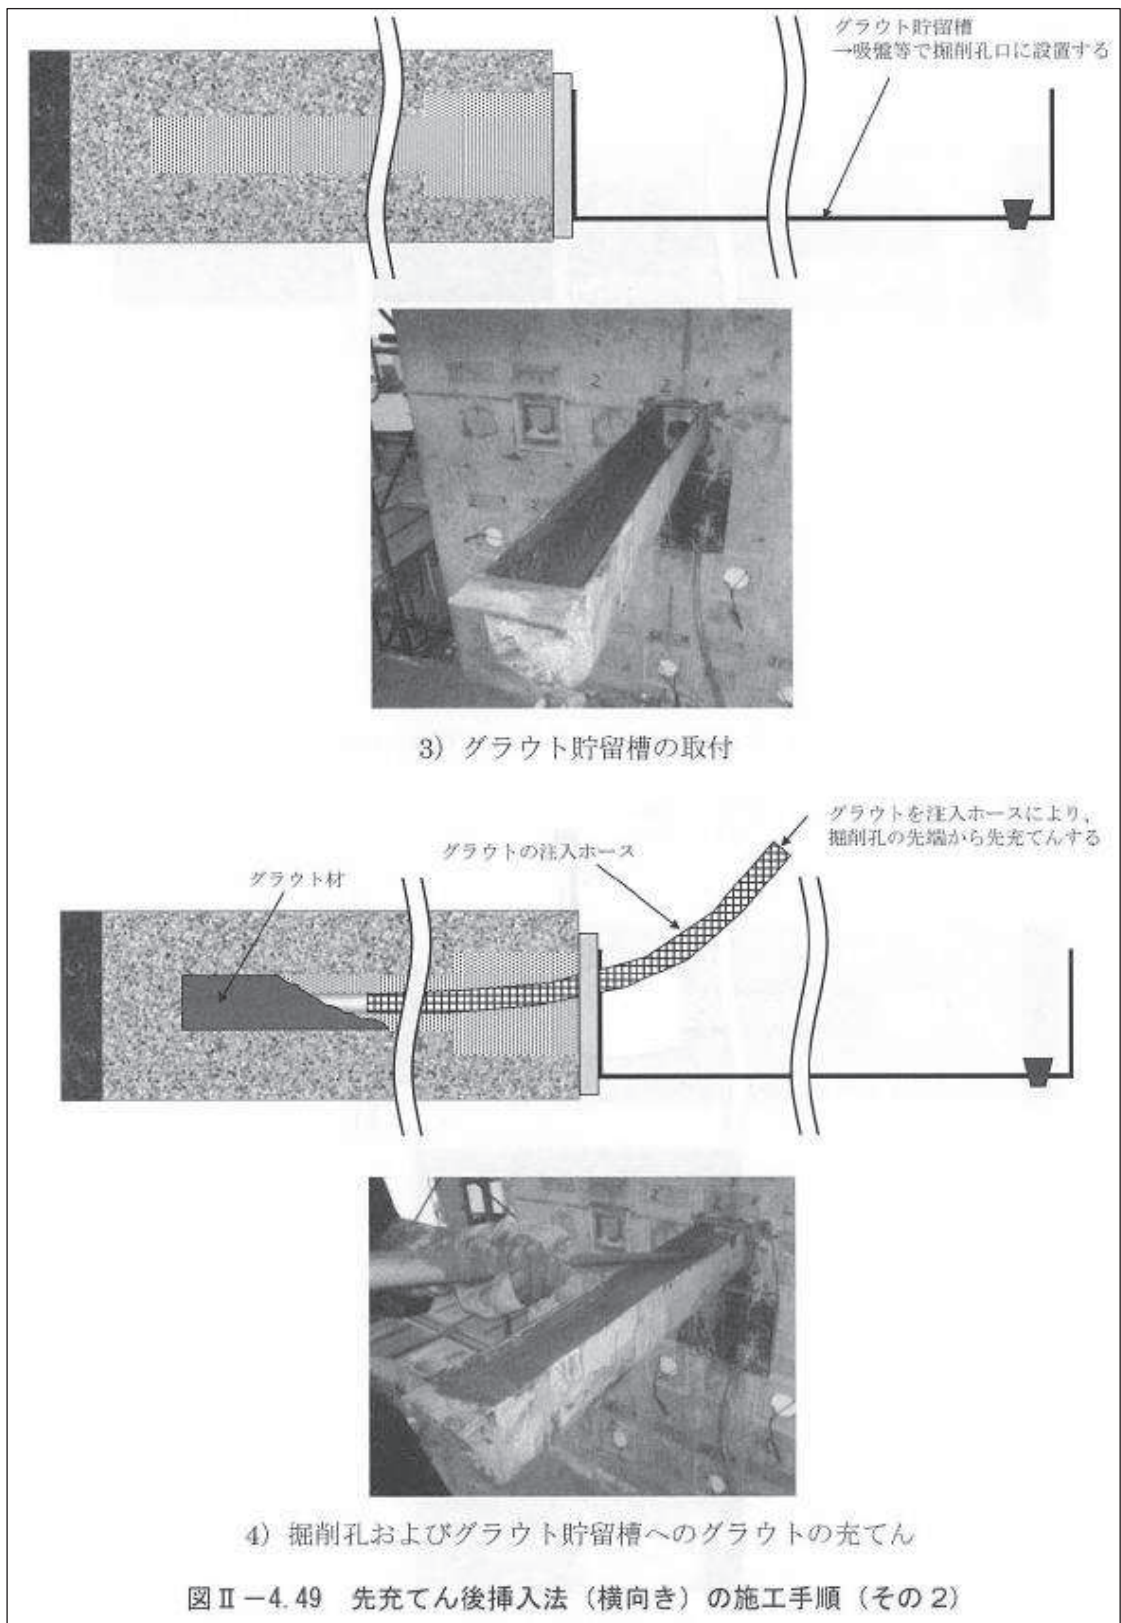 グラウト貯留槽
→吸盤等で掘削孔口に設置する
3) グラウト貯留槽の取付
グラウトを注入ホースにより、
掘削孔の先端から先充てんする
グラウトの注入ホース
グラウト材
4) 掘削孔およびグラウト貯留槽へのグラウトの充てん
図Ⅱ-4.49 先充てん後挿入法（横向き）の施工手順（その2）